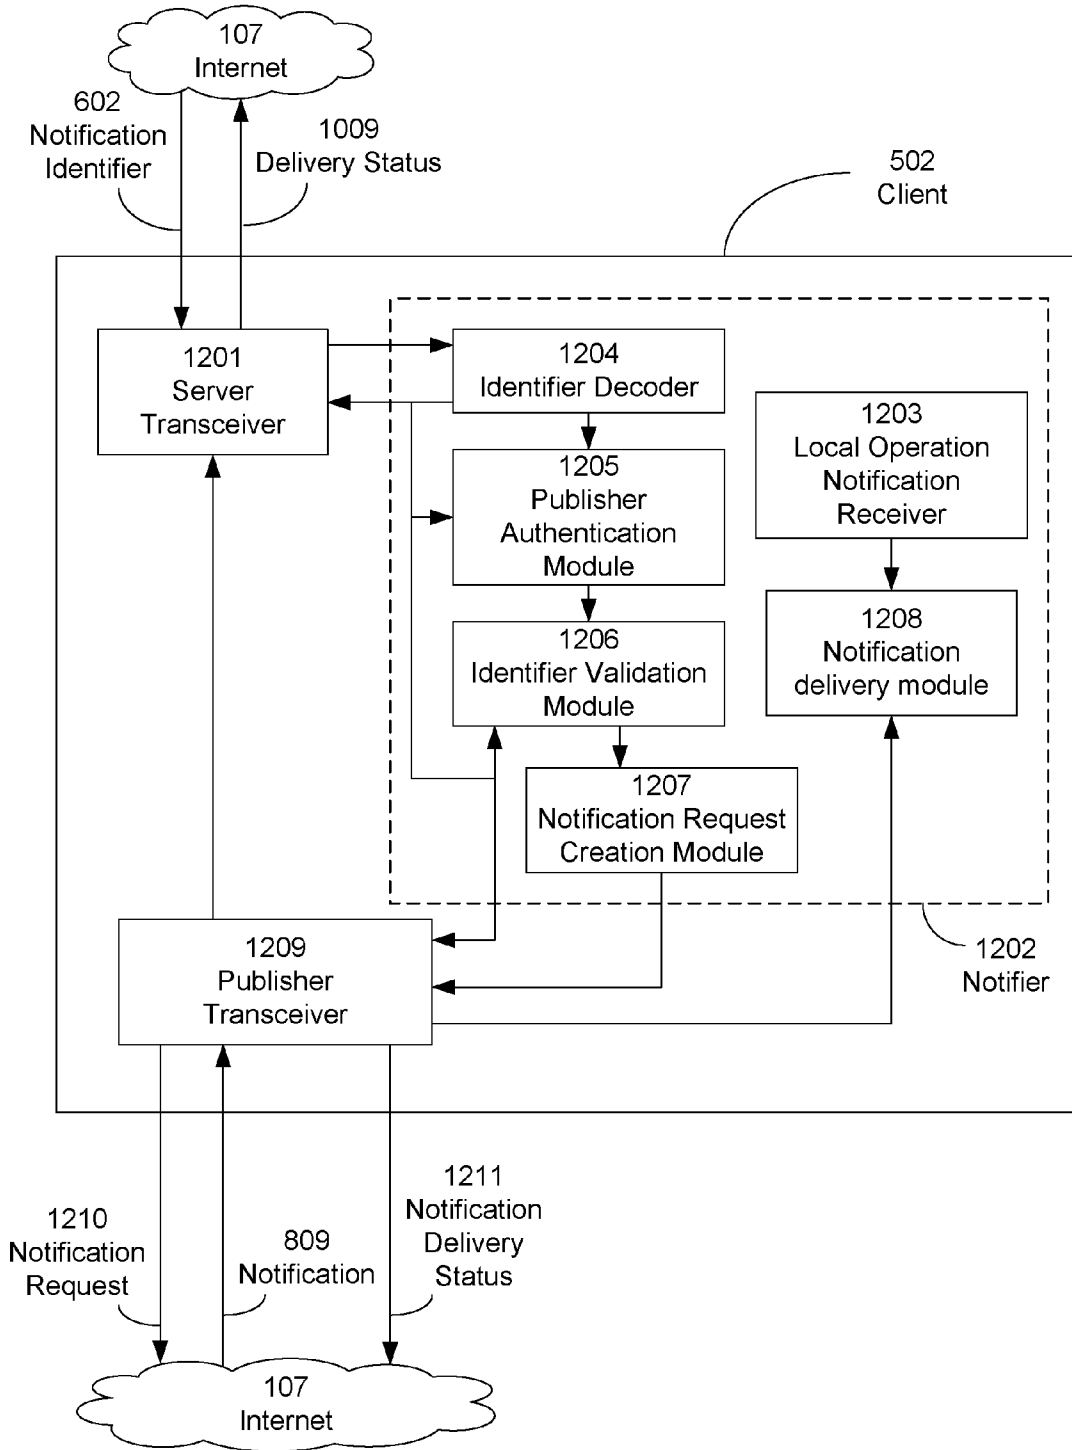 107
Internet
602
Notification
Identifier
1009
Delivery Status
502
Client
1201
Server
Transceiver
1204
Identifier Decoder
1203
Local Operation
Notification
Receiver
1205
Publisher
Authentication
Module
1206
Identifier Validation
Module
1208
Notification
delivery module
1207
Notification Request
Creation Module
1209
Publisher
Transceiver
1202
Notifier
1210
Notification
Request
809
Notification
1211
Notification
Delivery
Status
107
Internet